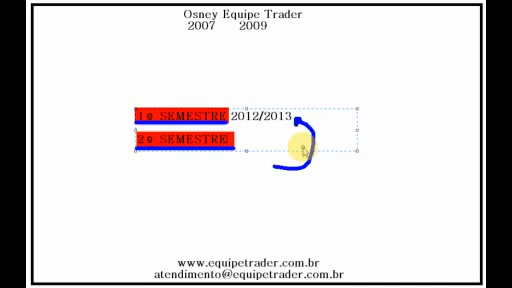 Osney Equipe Trader
2007 2009
1º SEMESTRE 2012/2013
2º SEMESTRE
www.equipetrader.com.br
atendimento@equipetrader.com.br